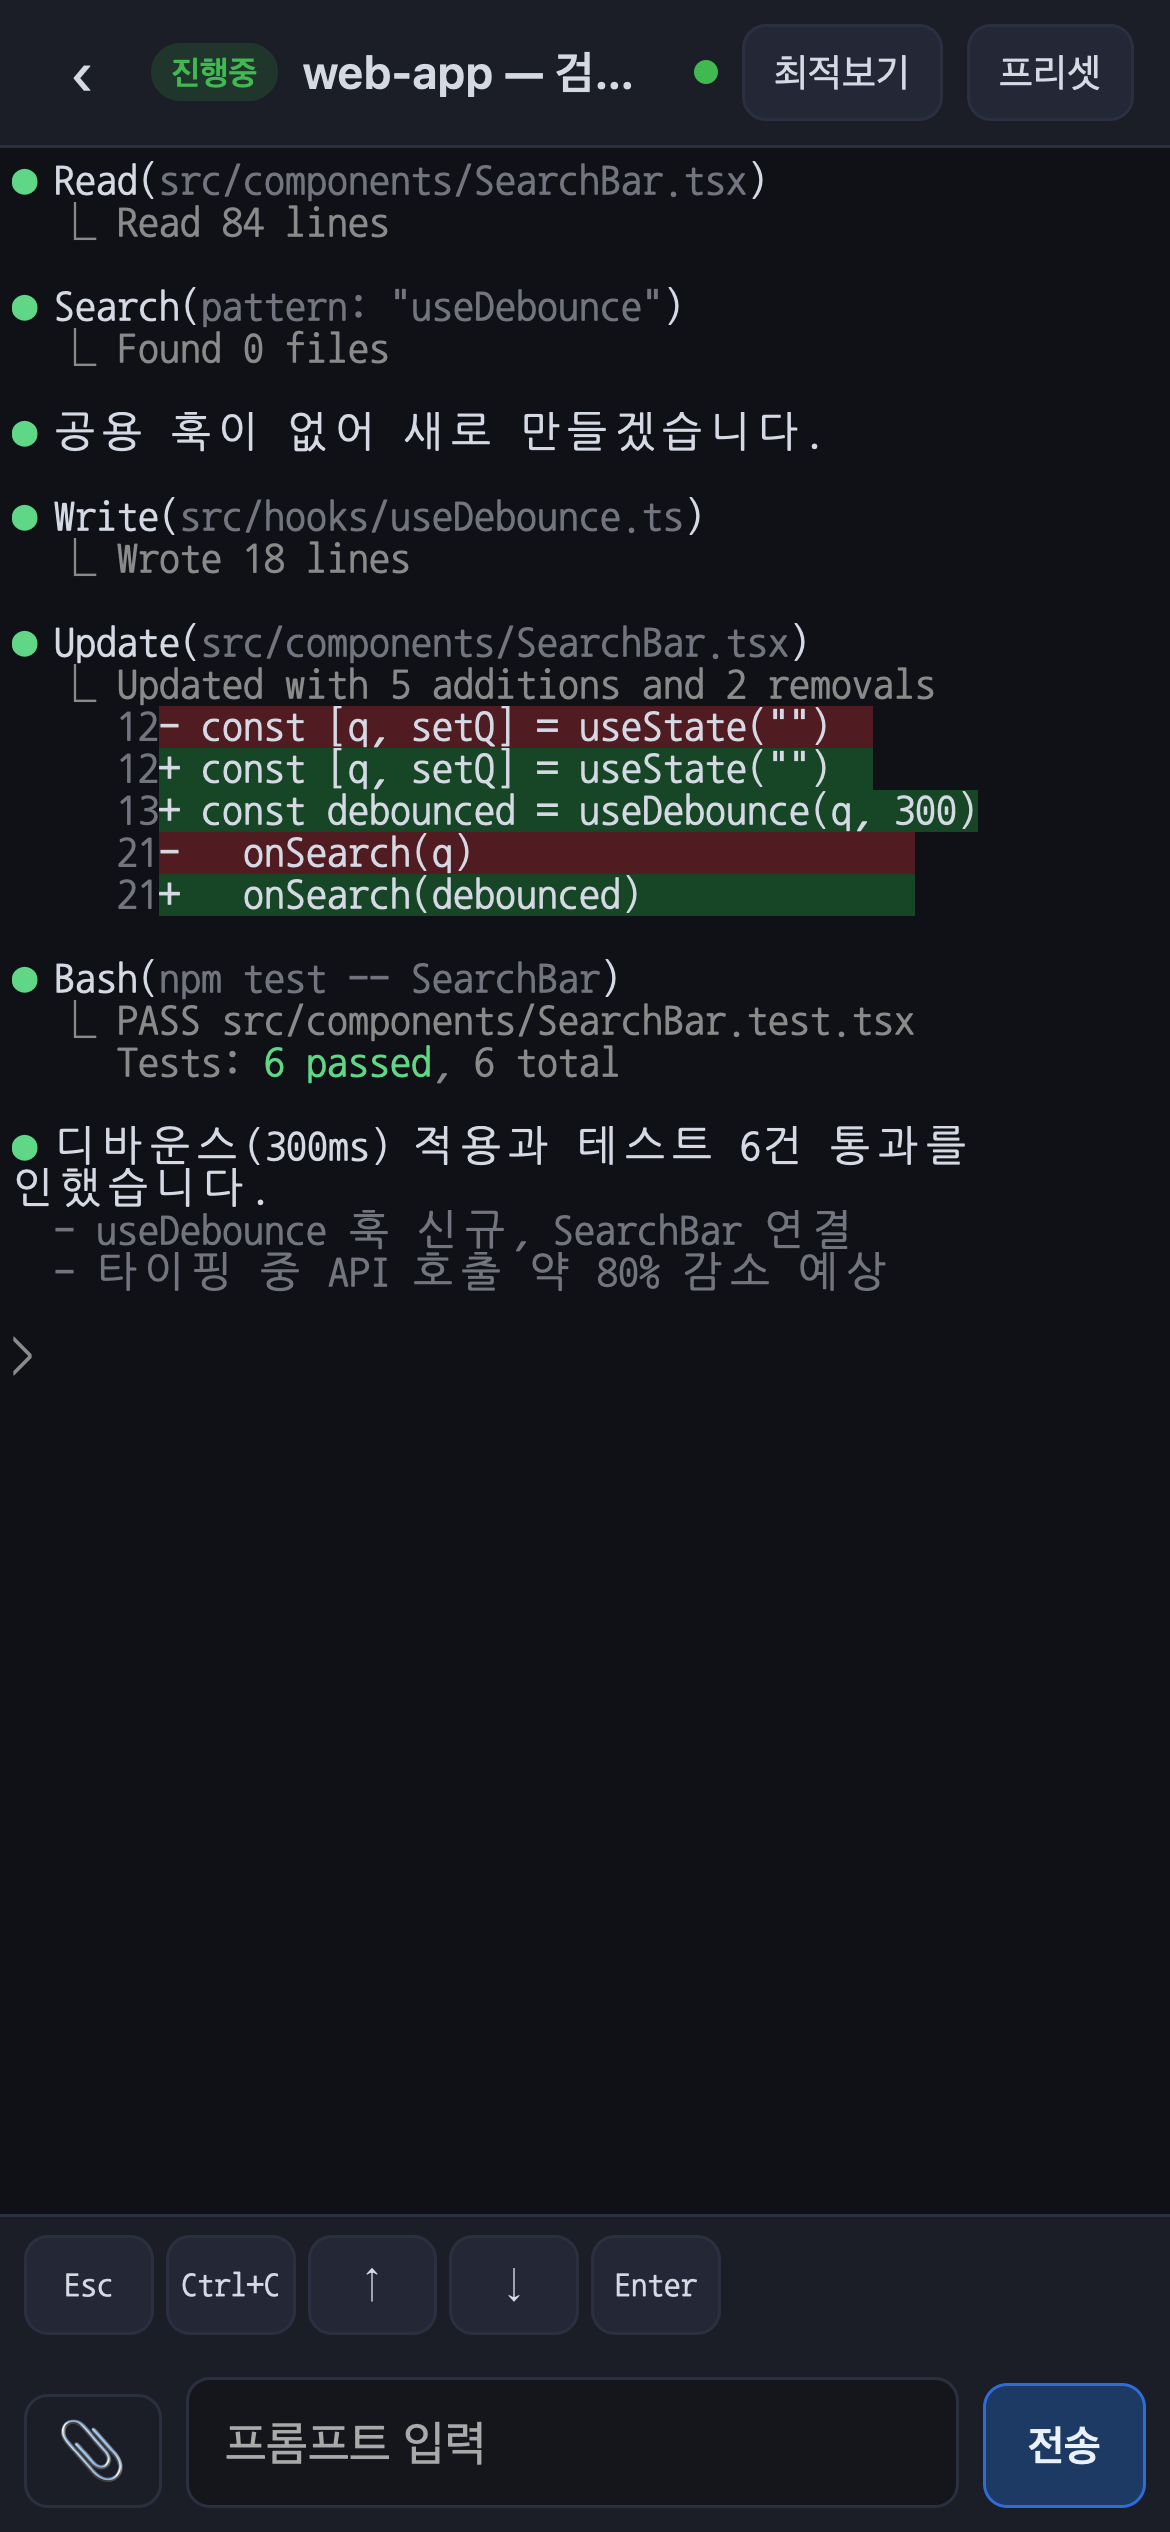 ‹ 진행중 web-app — 검... 최적보기 프리셋
● Read(src/components/SearchBar.tsx)
⎿ Read 84 lines
● Search(pattern: "useDebounce")
⎿ Found 0 files
● 공용 훅이 없어 새로 만들겠습니다.
● Write(src/hooks/useDebounce.ts)
⎿ Wrote 18 lines
● Update(src/components/SearchBar.tsx)
⎿ Updated with 5 additions and 2 removals
12- const [q, setQ] = useState("")
12+ const [q, setQ] = useState("")
13+ const debounced = useDebounce(q, 300)
21-   onSearch(q)
21+   onSearch(debounced)
● Bash(npm test -- SearchBar)
⎿ PASS src/components/SearchBar.test.tsx
Tests: 6 passed, 6 total
● 디바운스(300ms) 적용과 테스트 6건 통과를
인했습니다.
- useDebounce 훅 신규, SearchBar 연결
- 타이핑 중 API 호출 약 80% 감소 예상
>
Esc Ctrl+C ↑ ↓ Enter
프롬프트 입력 전송